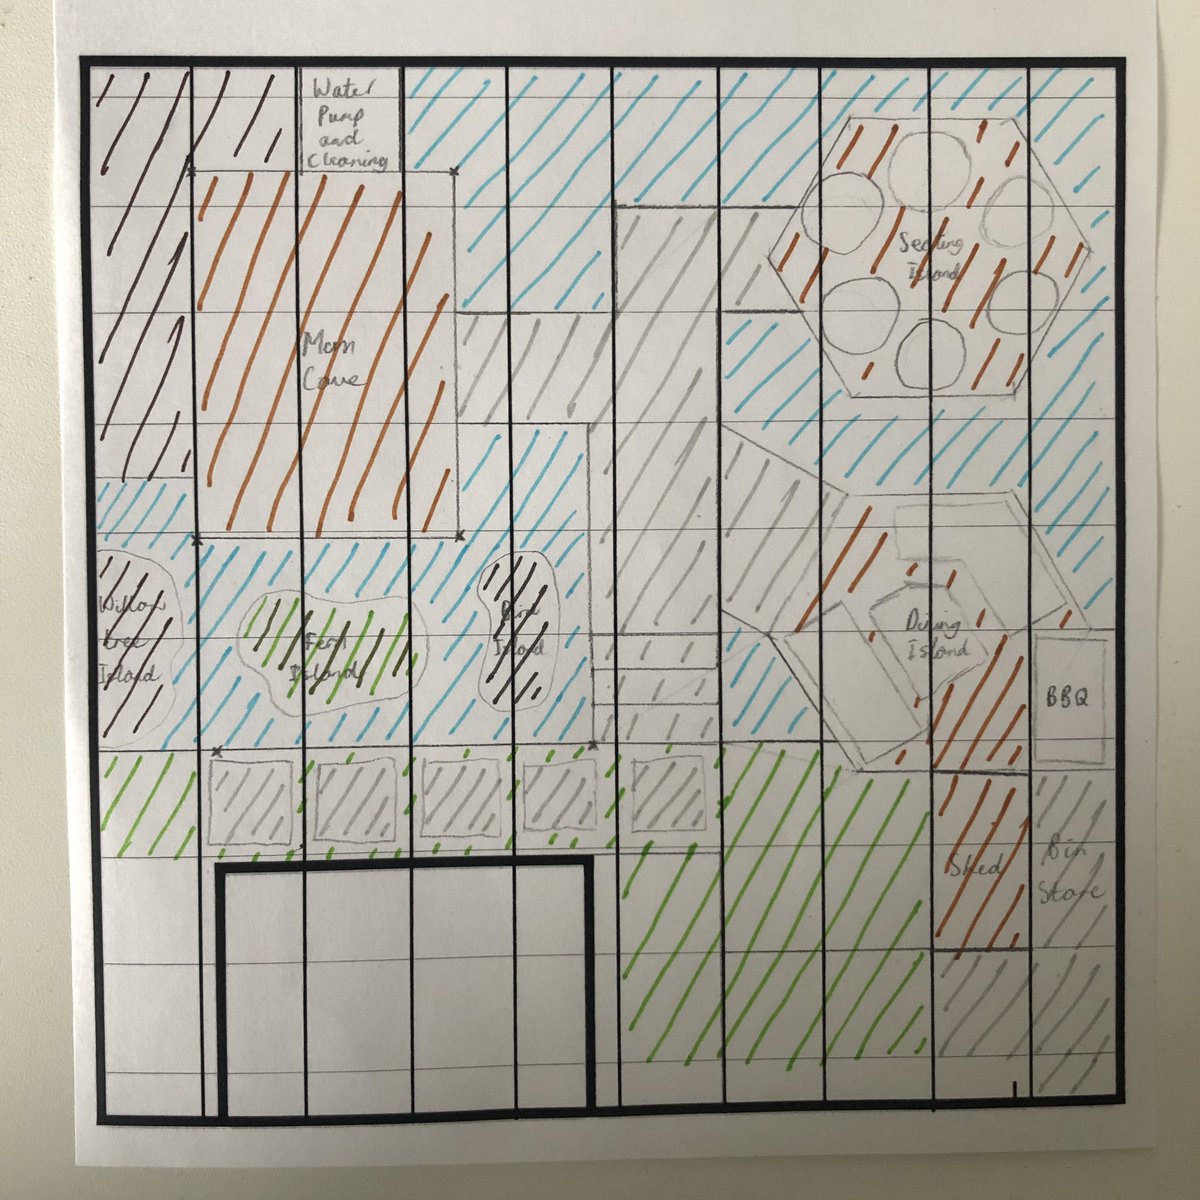 Water
Pump
and
Cleaning
Seating
Island
Mom
Cave
Willow
tree
Island
Fern
Island
Bird
Island
Dining
Island
BBQ
Shed
Bin
Store